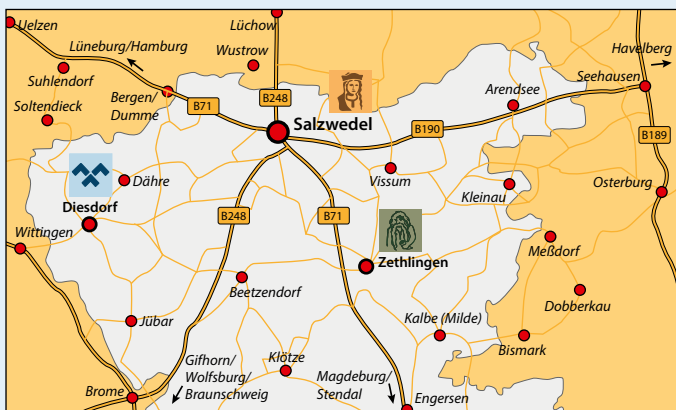 Uelzen
Lüchow
Lüneburg/Hamburg
Wustrow
Havelberg
Suhlendorf
Seehausen
Bergen/
Dumme
Arendsee
Soltendieck
B71
B248
Salzwedel
B190
B189
Dähre
Vissum
Kleinau
Osterburg
Diesdorf
B248
B71
Wittingen
Meßdorf
Zethlingen
Beetzendorf
Dobberkau
Jübar
Kalbe (Milde)
Bismark
Klötze
Gifhorn/
Wolfsburg/
Braunschweig
Magdeburg/
Stendal
Brome
Engersen